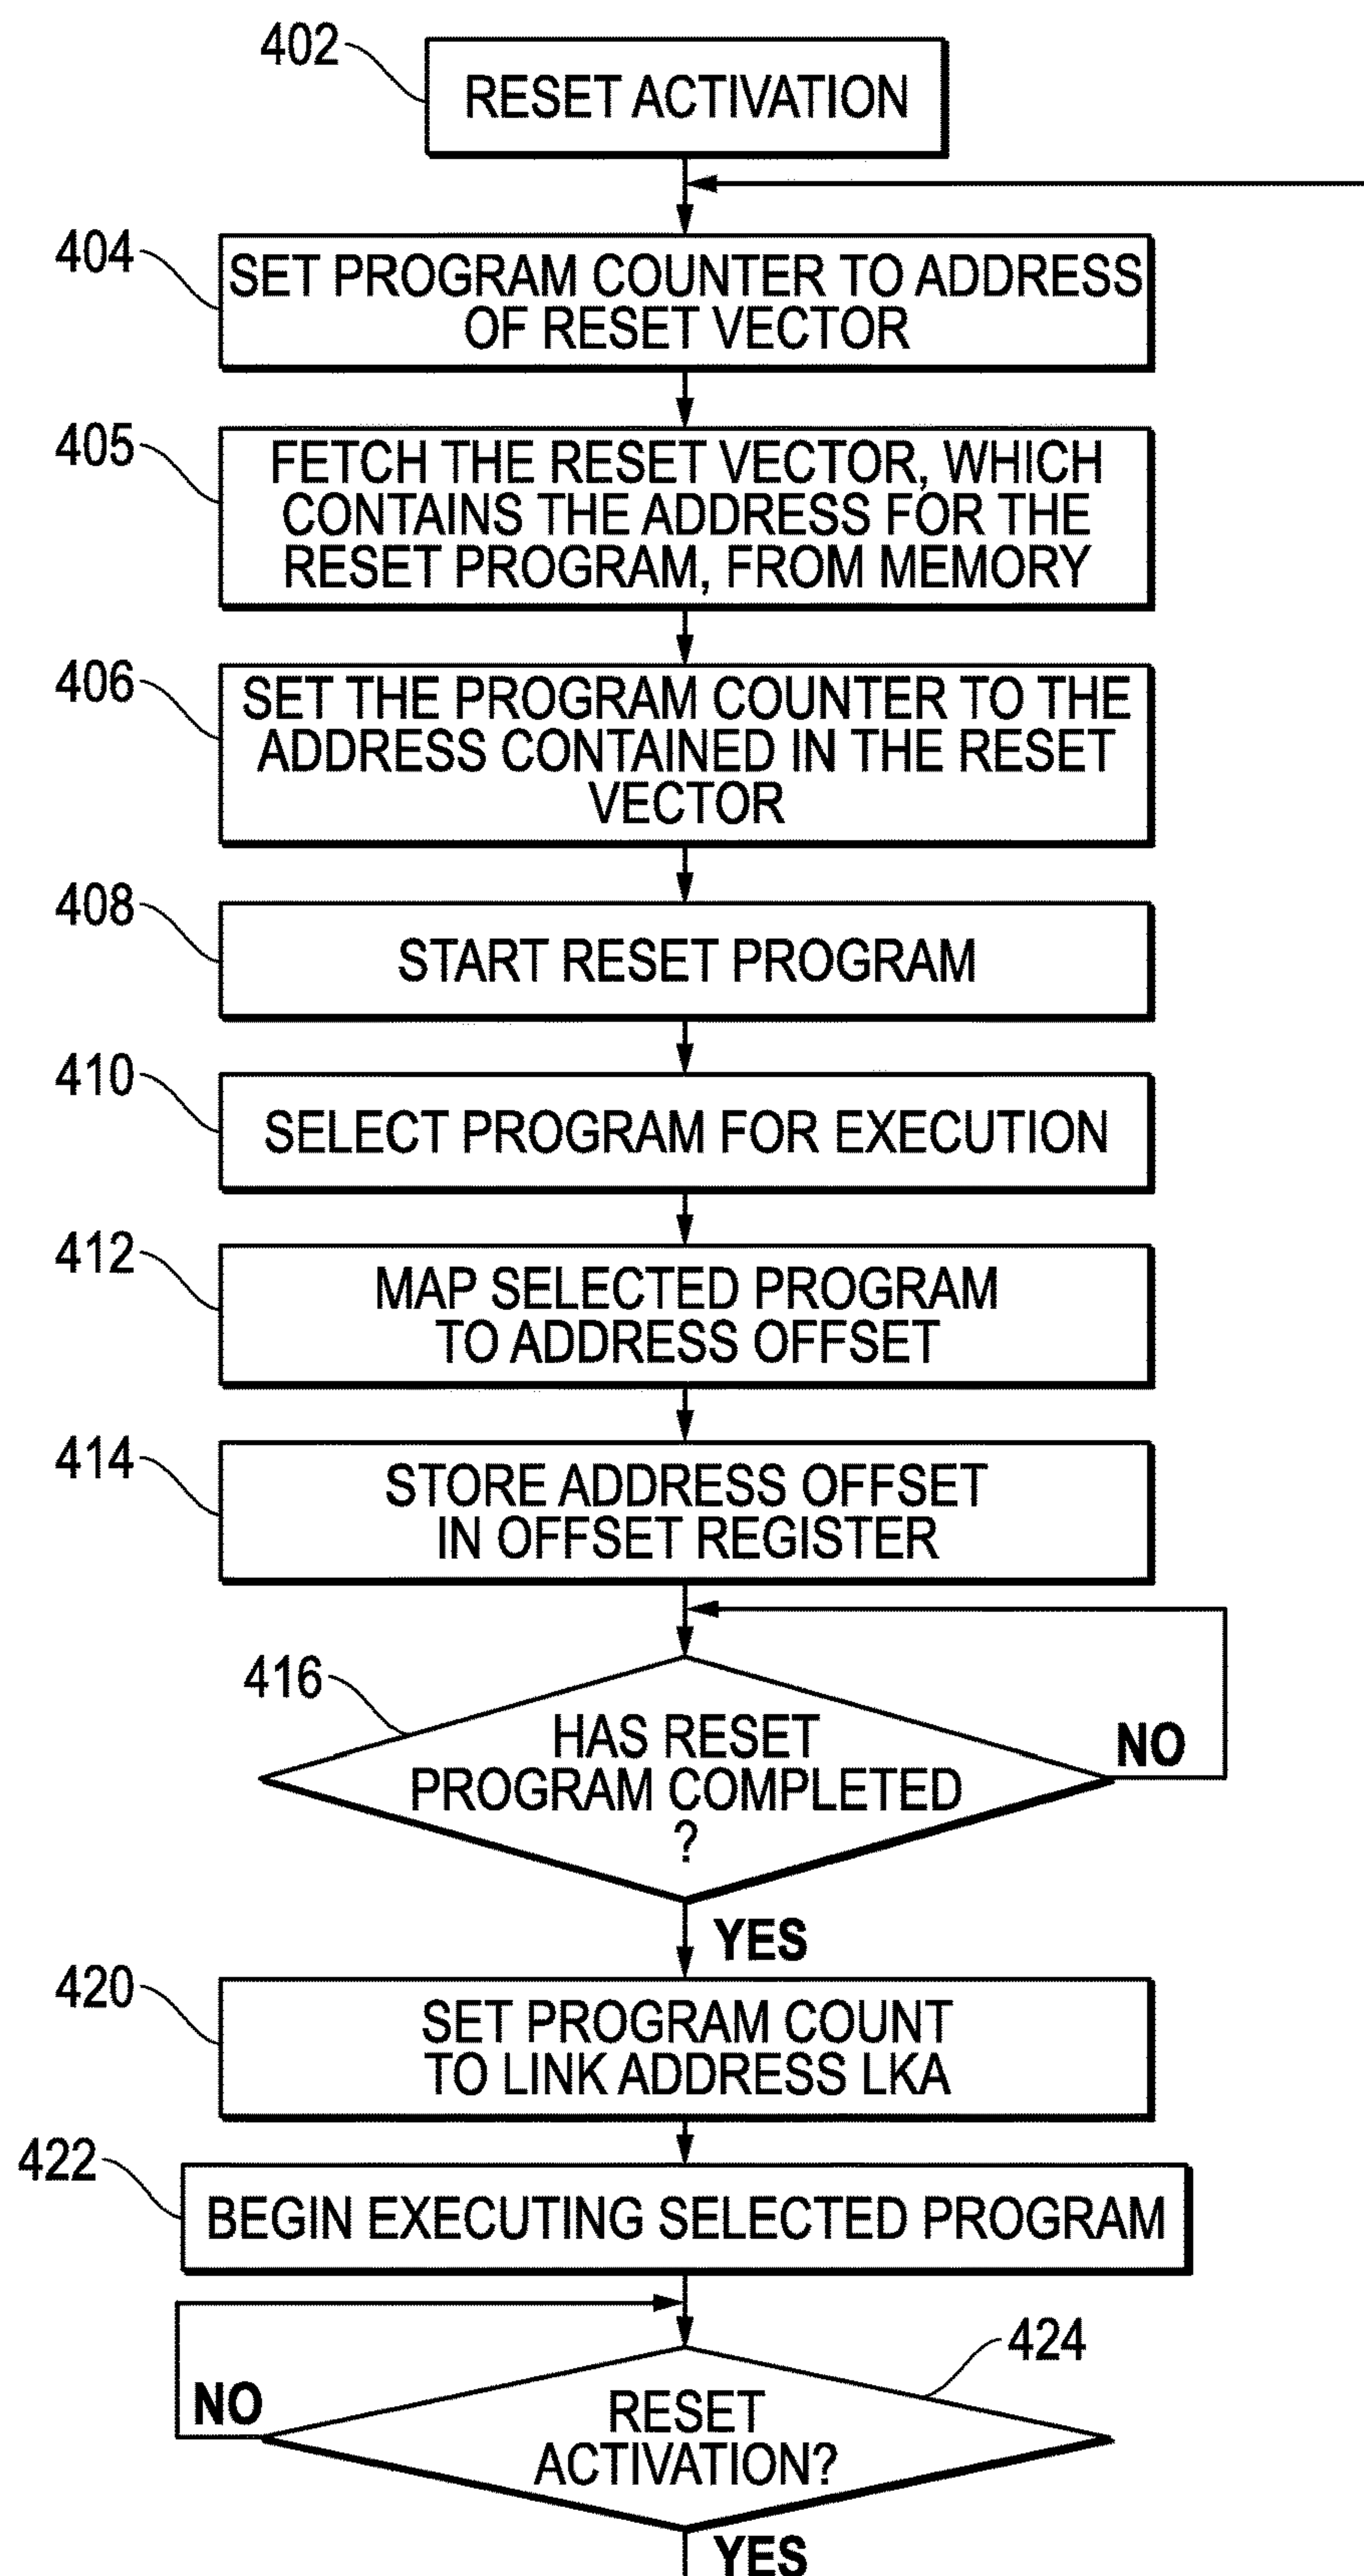 402
RESET ACTIVATION
404
SET PROGRAM COUNTER TO ADDRESS
OF RESET VECTOR
405
FETCH THE RESET VECTOR, WHICH
CONTAINS THE ADDRESS FOR THE
RESET PROGRAM, FROM MEMORY
406
SET THE PROGRAM COUNTER TO THE
ADDRESS CONTAINED IN THE RESET
VECTOR
408
START RESET PROGRAM
410
SELECT PROGRAM FOR EXECUTION
412
MAP SELECTED PROGRAM
TO ADDRESS OFFSET
414
STORE ADDRESS OFFSET
IN OFFSET REGISTER
416
HAS RESET
PROGRAM COMPLETED
?
NO
YES
420
SET PROGRAM COUNT
TO LINK ADDRESS LKA
422
BEGIN EXECUTING SELECTED PROGRAM
424
NO
RESET
ACTIVATION?
YES